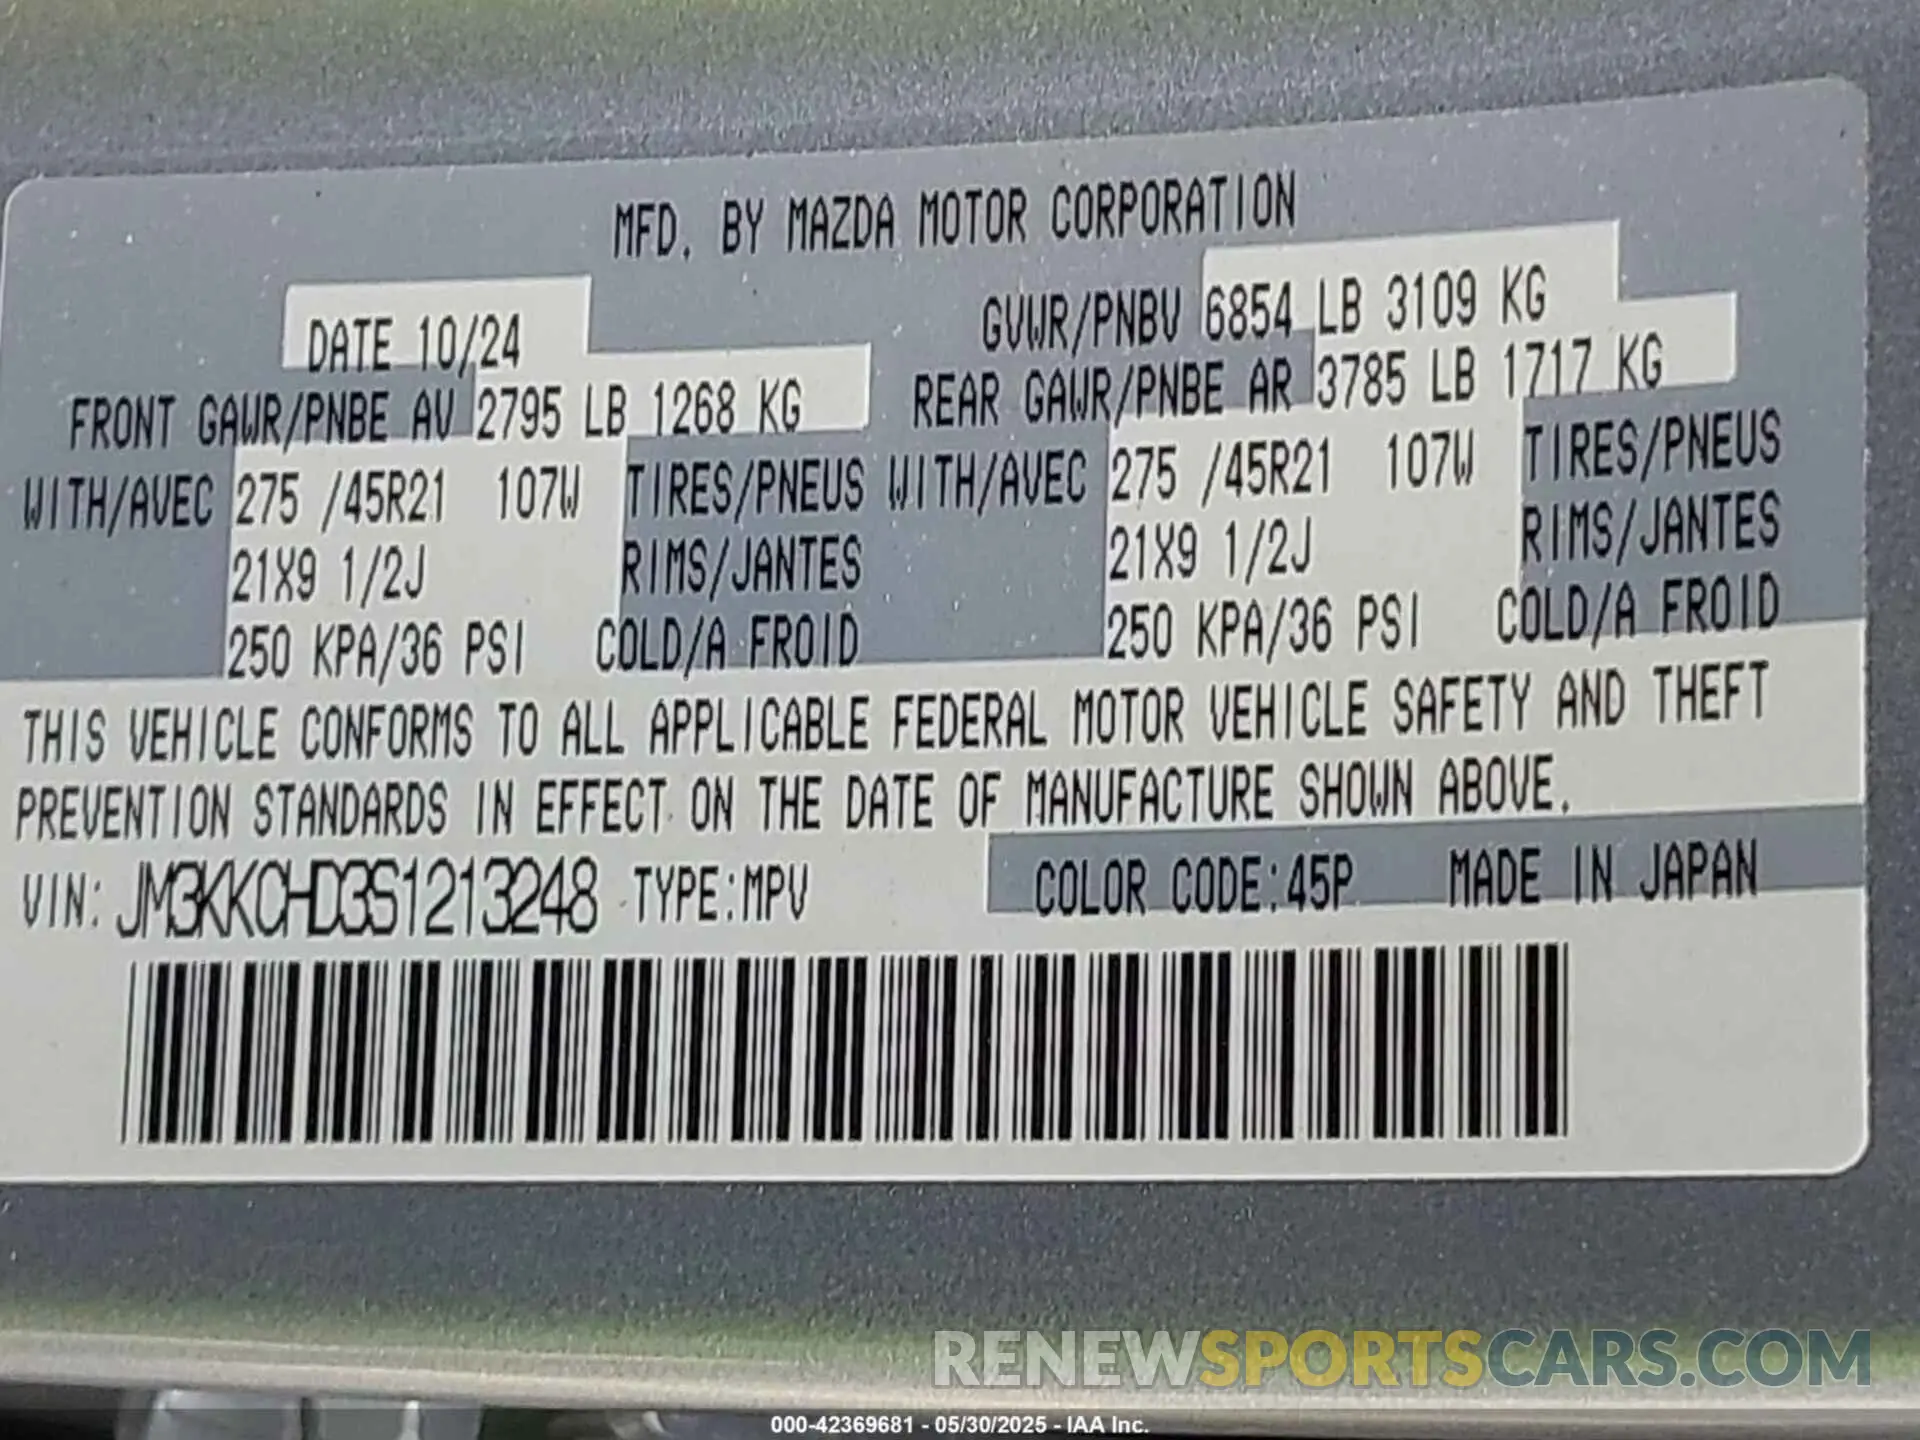 MFD. BY MAZDA MOTOR CORPORATION
DATE 10/24 GVWR/PNBV 6854 LB 3109 KG
FRONT GAWR/PNBE AV 2795 LB 1268 KG REAR GAWR/PNBE AR 3785 LB 1717 KG
WITH/AVEC 275 /45R21 107W TIRES/PNEUS WITH/AVEC 275 /45R21 107W TIRES/PNEUS
21X9 1/2J RIMS/JANTES 21X9 1/2J RIMS/JANTES
250 KPA/36 PSI COLD/A FROID 250 KPA/36 PSI COLD/A FROID
THIS VEHICLE CONFORMS TO ALL APPLICABLE FEDERAL MOTOR VEHICLE SAFETY AND THEFT
PREVENTION STANDARDS IN EFFECT ON THE DATE OF MANUFACTURE SHOWN ABOVE.
VIN: JM3KKCHD3S1213248 TYPE:MPV COLOR CODE:45P MADE IN JAPAN
RENEWSPORTSCARS.COM
000-42369681 - 05/30/2025 - IAA Inc.